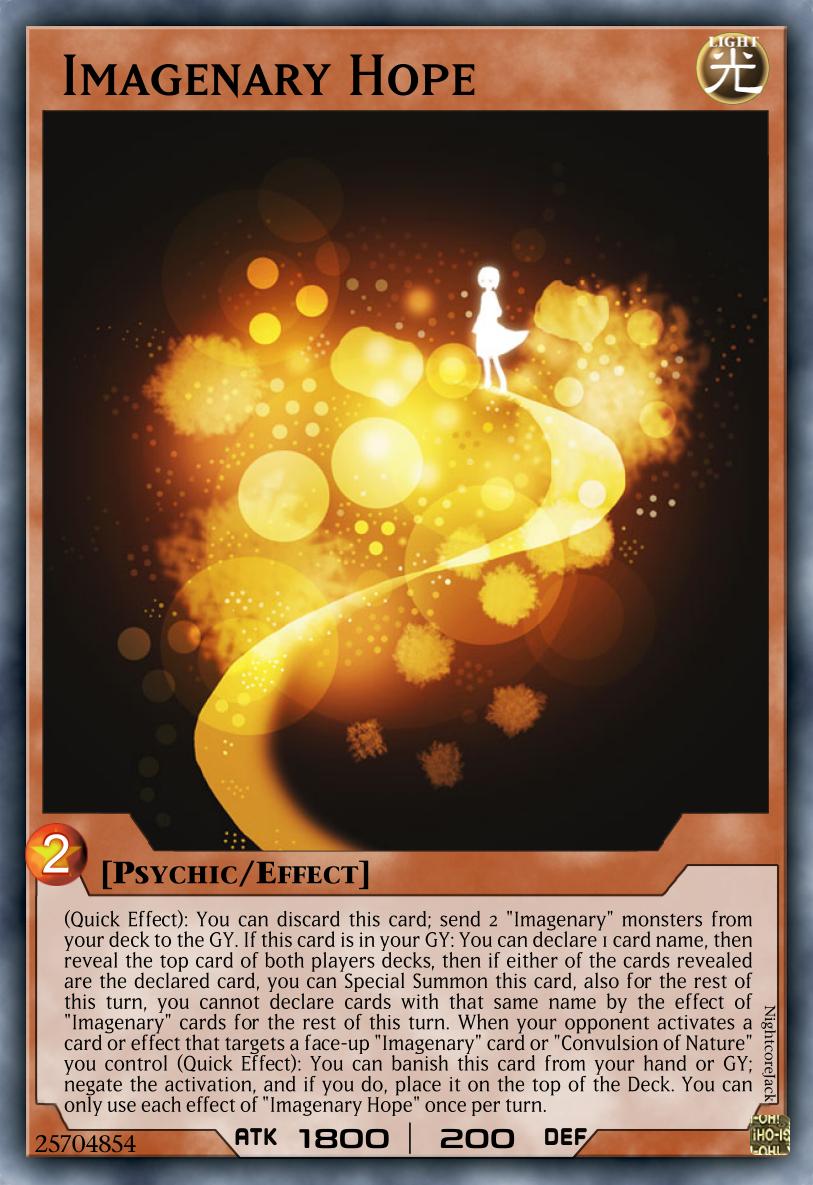 Imagenary Hope
LIGHT
光
2
[Psychic/Effect]
(Quick Effect): You can discard this card; send 2 "Imagenary" monsters from
your deck to the GY. If this card is in your GY: You can declare 1 card name, then
reveal the top card of both players decks, then if either of the cards revealed
are the declared card, you can Special Summon this card, also for the rest of
this turn, you cannot declare cards with that same name by the effect of
"Imagenary" cards for the rest of this turn. When your opponent activates a
card or effect that targets a face-up "Imagenary" card or "Convulsion of Nature"
you control (Quick Effect): You can banish this card from your hand or GY;
negate the activation, and if you do, place it on the top of the Deck. You can
only use each effect of "Imagenary Hope" once per turn.
NightcoreJack
25704854
ATK 1800 | 200 DEF